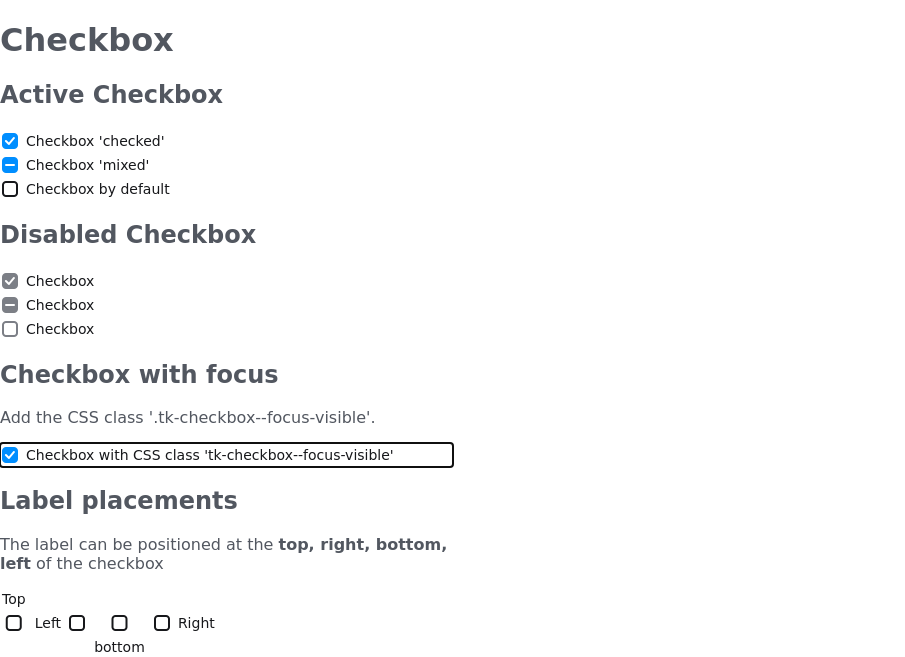 Checkbox
Active Checkbox
Checkbox 'checked'
Checkbox 'mixed'
Checkbox by default
Disabled Checkbox
Checkbox
Checkbox
Checkbox
Checkbox with focus
Add the CSS class '.tk-checkbox--focus-visible'.
Checkbox with CSS class 'tk-checkbox--focus-visible'
Label placements
The label can be positioned at the top, right, bottom,
left of the checkbox
Top
Left Right
bottom